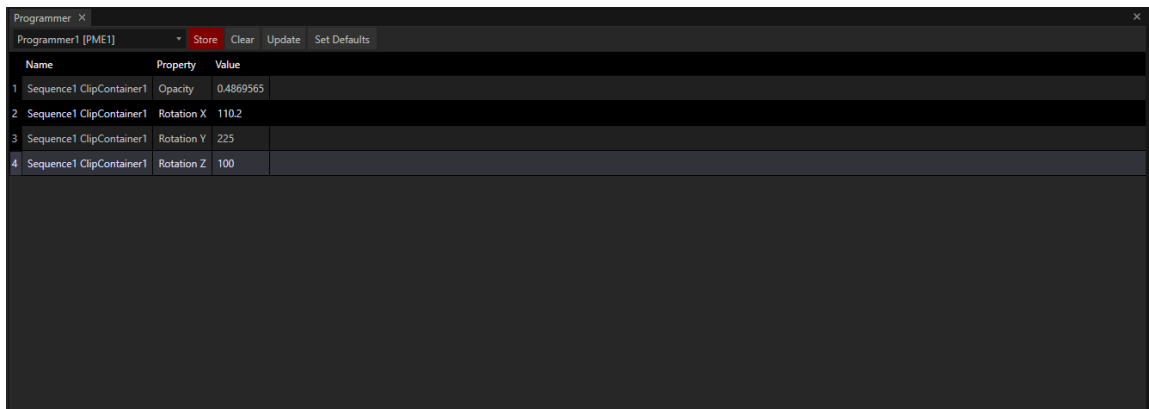 Programmer ×
Programmer1 [PME1] Store Clear Update Set Defaults
Name Property Value
1 Sequence1 ClipContainer1 Opacity 0.4869565
2 Sequence1 ClipContainer1 Rotation X 110.2
3 Sequence1 ClipContainer1 Rotation Y 225
4 Sequence1 ClipContainer1 Rotation Z 100